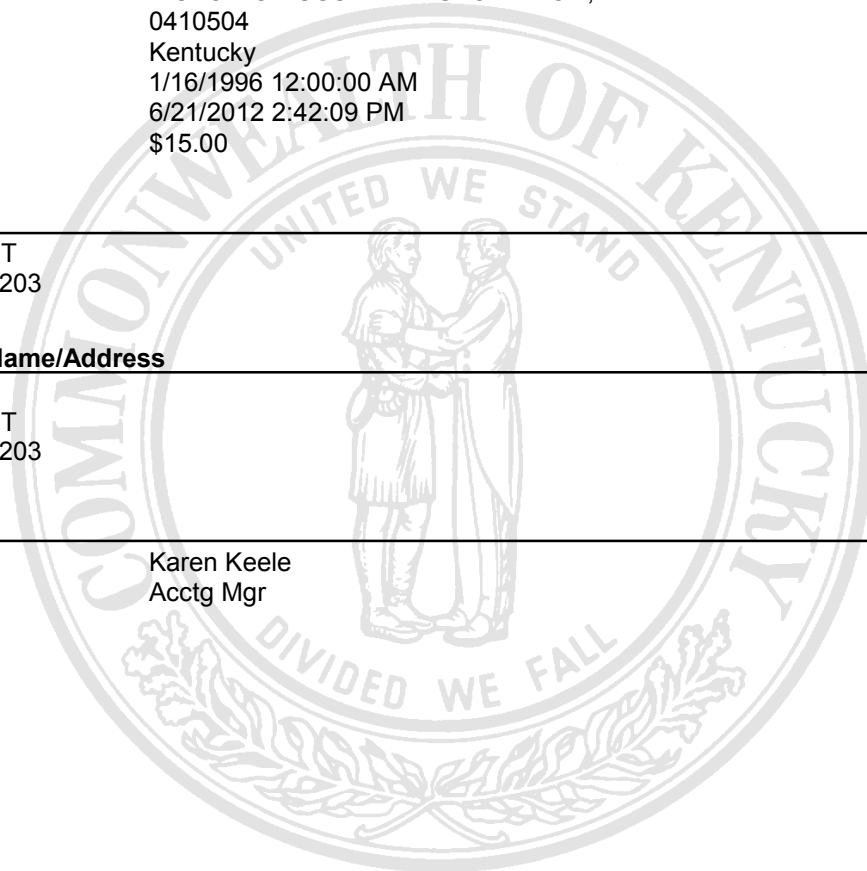 0410504
Kentucky
1/16/1996 12:00:00 AM
6/21/2012 2:42:09 PM
$15.00
T
203
Name/Address
T
203
Karen Keele
Acctg Mgr
COMMONWEALTH OF KENTUCKY
UNITED WE STAND
DIVIDED WE FALL